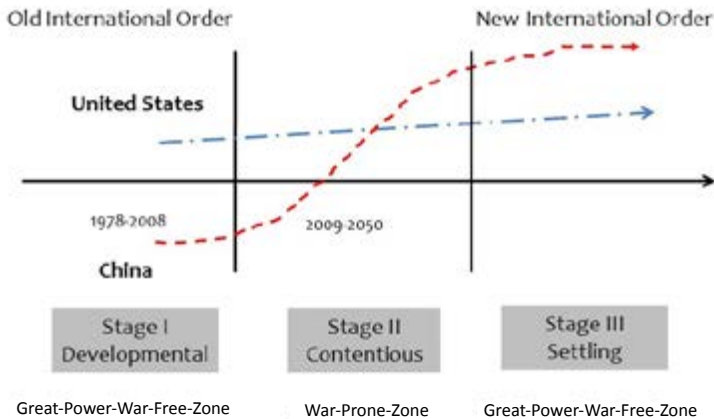 Old International Order
New International Order
United States
1978-2008
2009-2050
China
Stage I
Developmental
Stage II
Contentious
Stage III
Settling
Great-Power-War-Free-Zone
War-Prone-Zone
Great-Power-War-Free-Zone